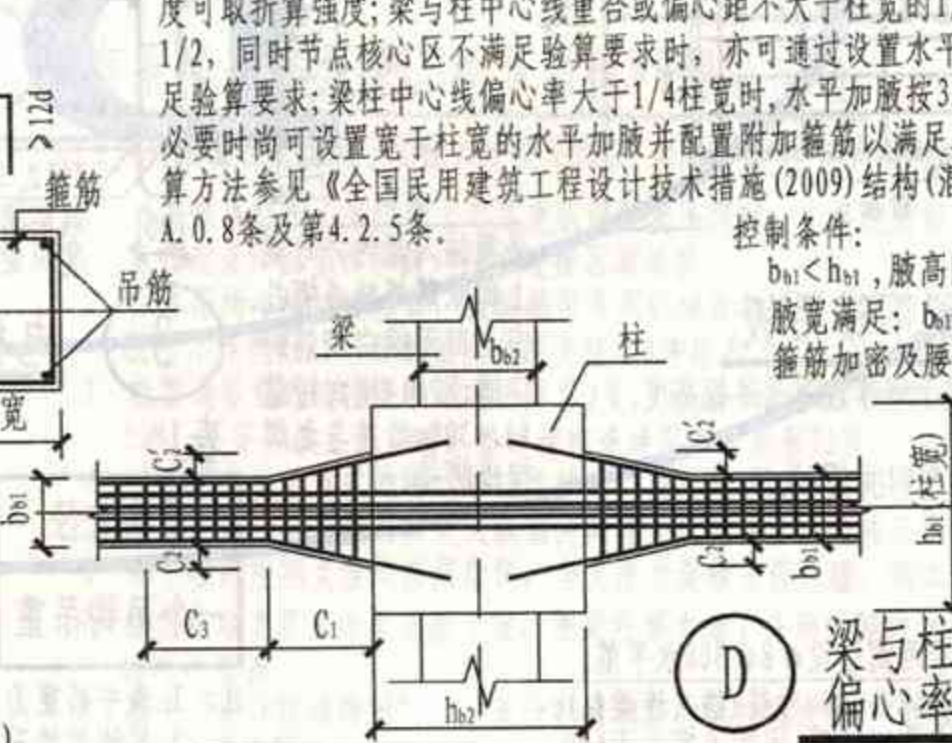 度可取折算强度;梁与柱中心线重合或偏心距不大于柱宽的1
1/2,同时节点核心区不满足验算要求时,亦可通过设置水
足验算要求;梁柱中心线偏心率大于1/4柱宽时,水平加腋按3
必要时尚可设置宽于柱宽的水平加腋并配置附加箍筋以满足
算方法参见《全国民用建筑工程设计技术措施(2009)结构(
A.0.8条及第4.2.5条.
控制条件:
bb1<hb1,腋高
腋宽满足: bb1
箍筋加密及腰
>12d
箍筋
吊筋
宽
梁
bb2
柱
C2'
C2'
bb1
C2
C2
bb1
hb1(柱宽)
C3
C1
hb2
D
梁与柱
偏心率